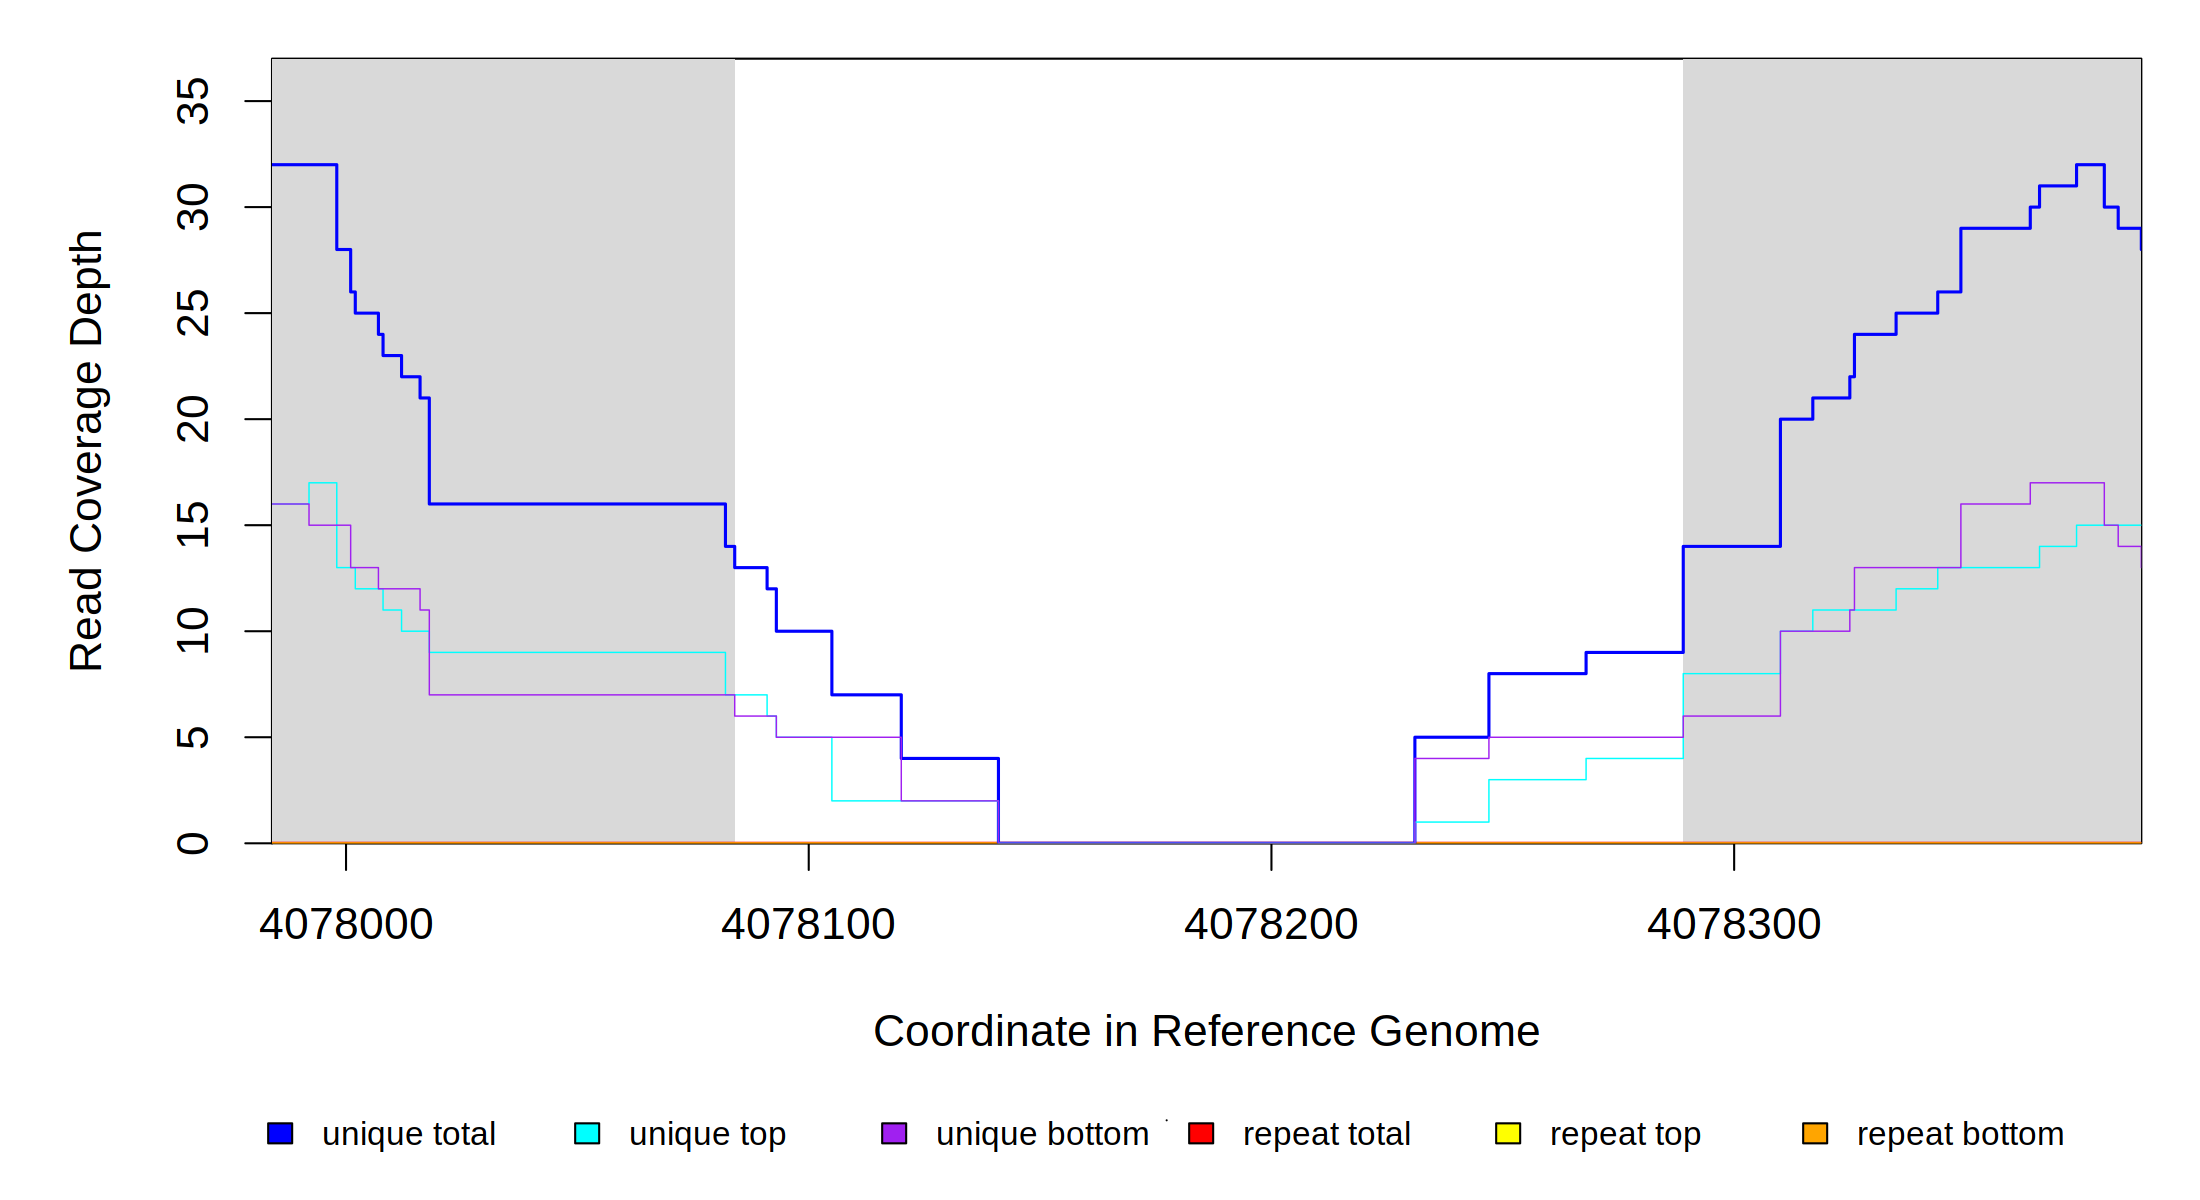 35
30
25
20
15
10
5
0
Read Coverage Depth
4078000 4078100 4078200 4078300
Coordinate in Reference Genome
unique total unique top unique bottom repeat total repeat top repeat bottom